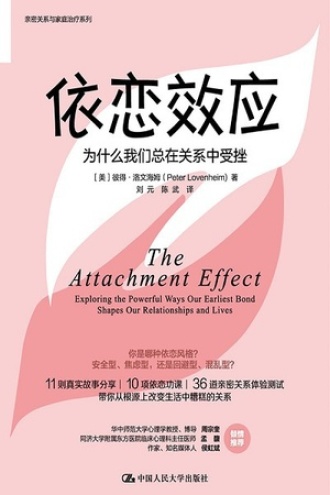 亲密关系与家庭治疗系列
依恋效应
为什么我们总在关系中受挫
［美］彼得·洛文海姆（Peter Lovenheim）著
刘元 陈武 译
The
Attachment Effect
Exploring the Powerful Ways Our Earliest Bond
Shapes Our Relationships and Lives
你是哪种依恋风格？
安全型、焦虑型，还是回避型、混乱型？
11则真实故事分享｜10项依恋功课｜36道亲密关系体验测试
带你从根源上改变生活中糟糕的关系
华中师范大学心理学教授、博导 周宗奎
同济大学附属东方医院临床心理科主任医师 孟馥
作家、知名媒体人 侯虹斌
倾情
推荐
中国人民大学出版社